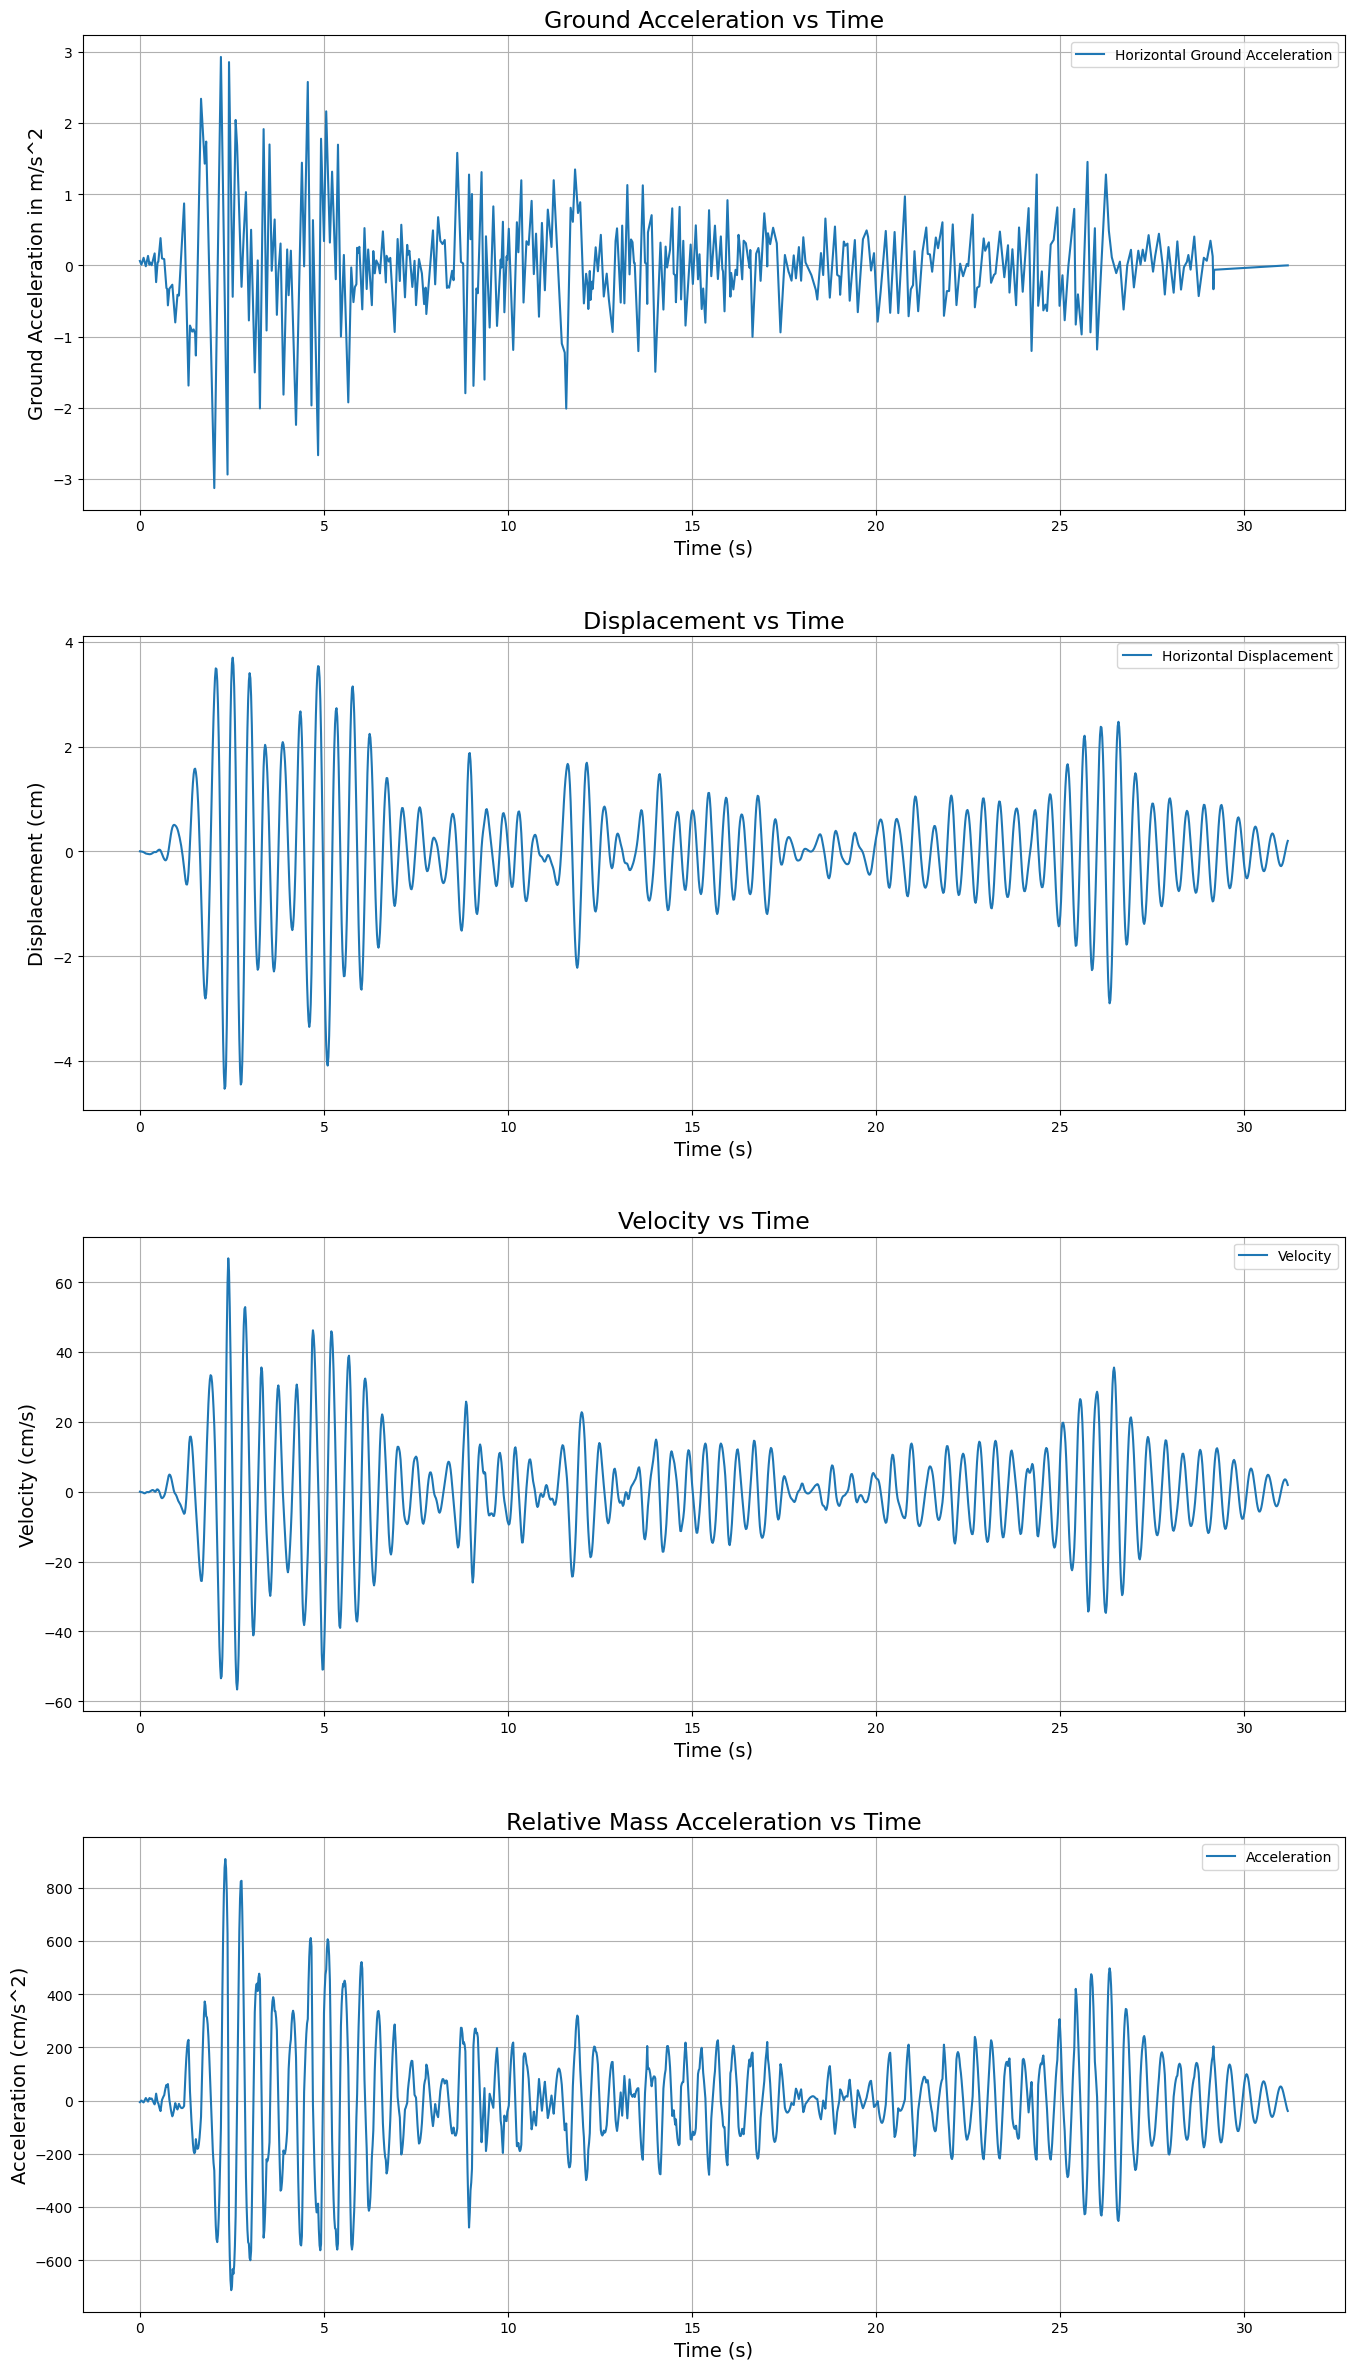 Ground Acceleration vs Time
Horizontal Ground Acceleration
Ground Acceleration in m/s^2
3
2
1
0
−1
−2
−3
0 5 10 15 20 25 30
Time (s)
Displacement vs Time
Horizontal Displacement
Displacement (cm)
4
2
0
−2
−4
0 5 10 15 20 25 30
Time (s)
Velocity vs Time
Velocity
Velocity (cm/s)
60
40
20
0
−20
−40
−60
0 5 10 15 20 25 30
Time (s)
Relative Mass Acceleration vs Time
Acceleration
Acceleration (cm/s^2)
800
600
400
200
0
−200
−400
−600
0 5 10 15 20 25 30
Time (s)